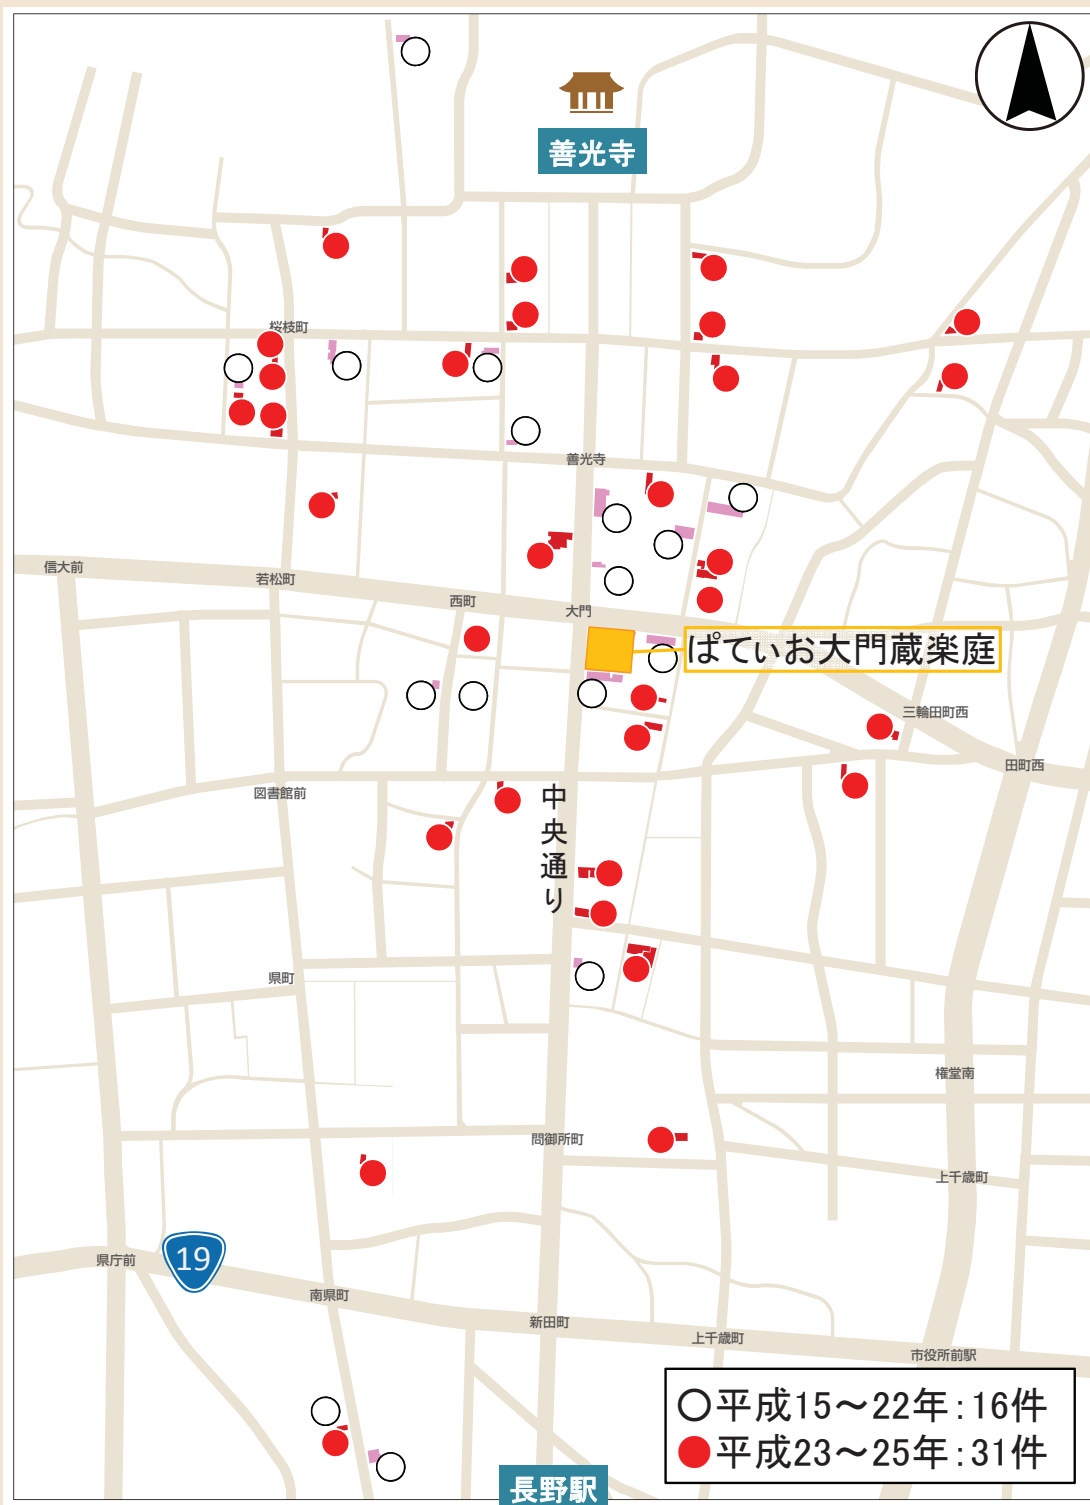 善光寺
桜枝町
善光寺
信大前
若松町
西町
大門
ぱてぃお大門蔵楽庭
三輪田町西
田町西
図書館前
中央通り
県町
権堂南
問御所町
上千歳町
県庁前
19
南県町
新田町
上千歳町
市役所前駅
○平成15～22年:16件
●平成23～25年:31件
長野駅